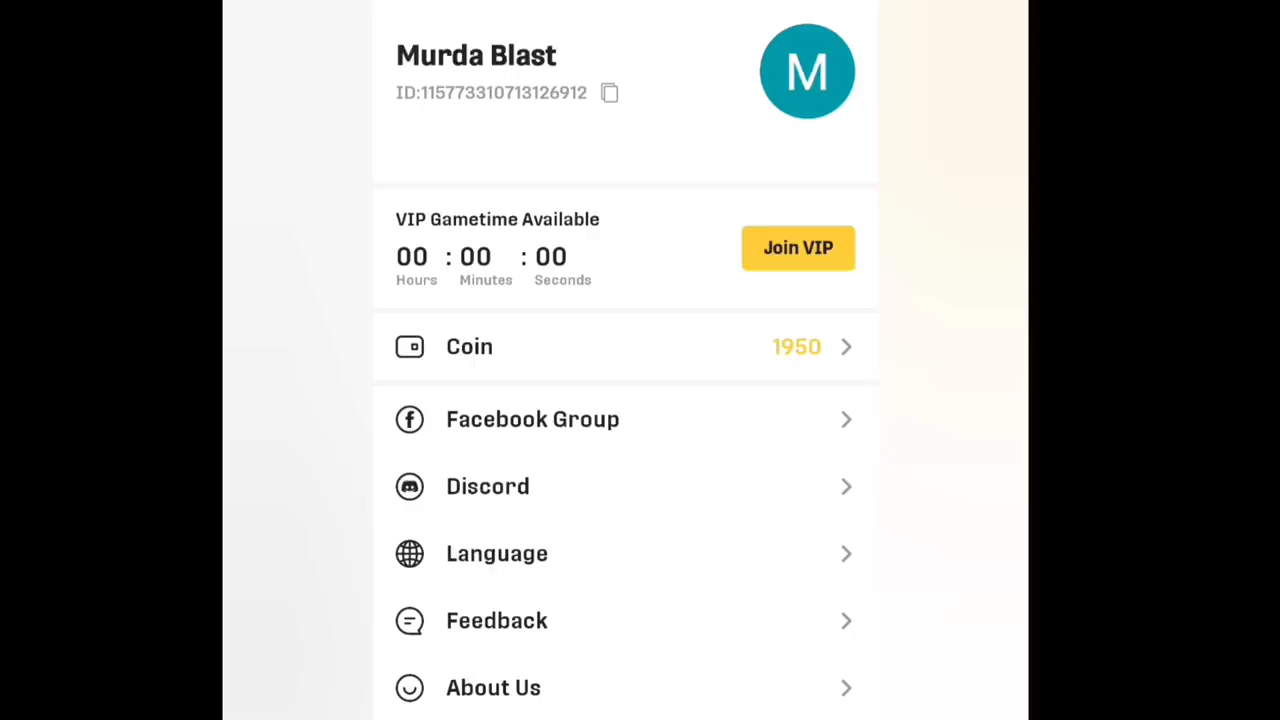 Murda Blast
M
ID:115773310713126912
VIP Gametime Available
00 : 00 : 00
Hours Minutes Seconds
Join VIP
Coin 1950
Facebook Group
Discord
Language
Feedback
About Us